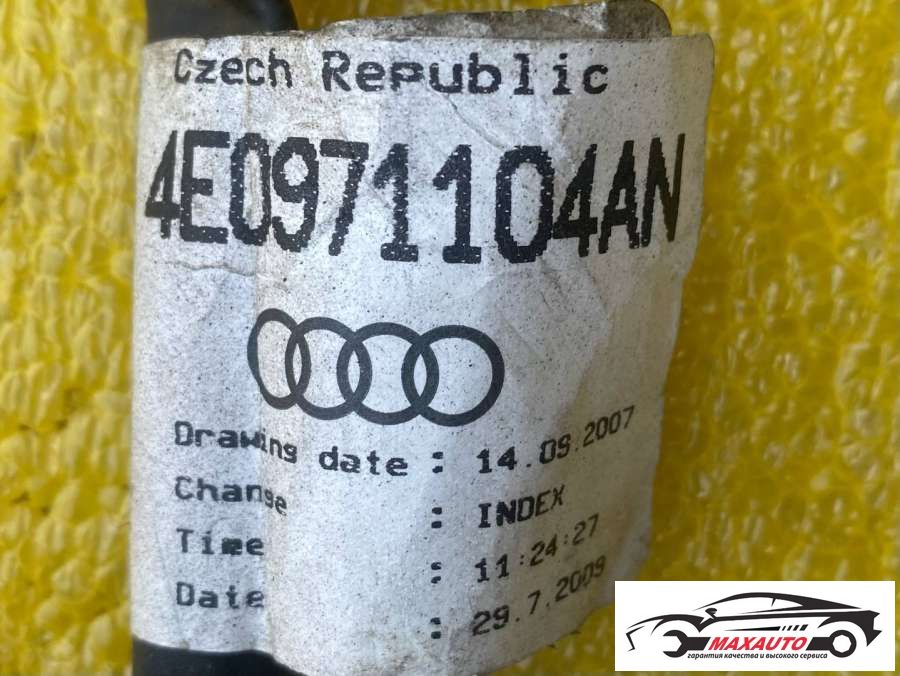 Czech Republic
4E0971104AN
Drawing date : 14.09.2007
Change : INDEX
Time : 11:24:27
Date : 29.7.2009
MAXAUTO
гарантия качества и высокого сервиса